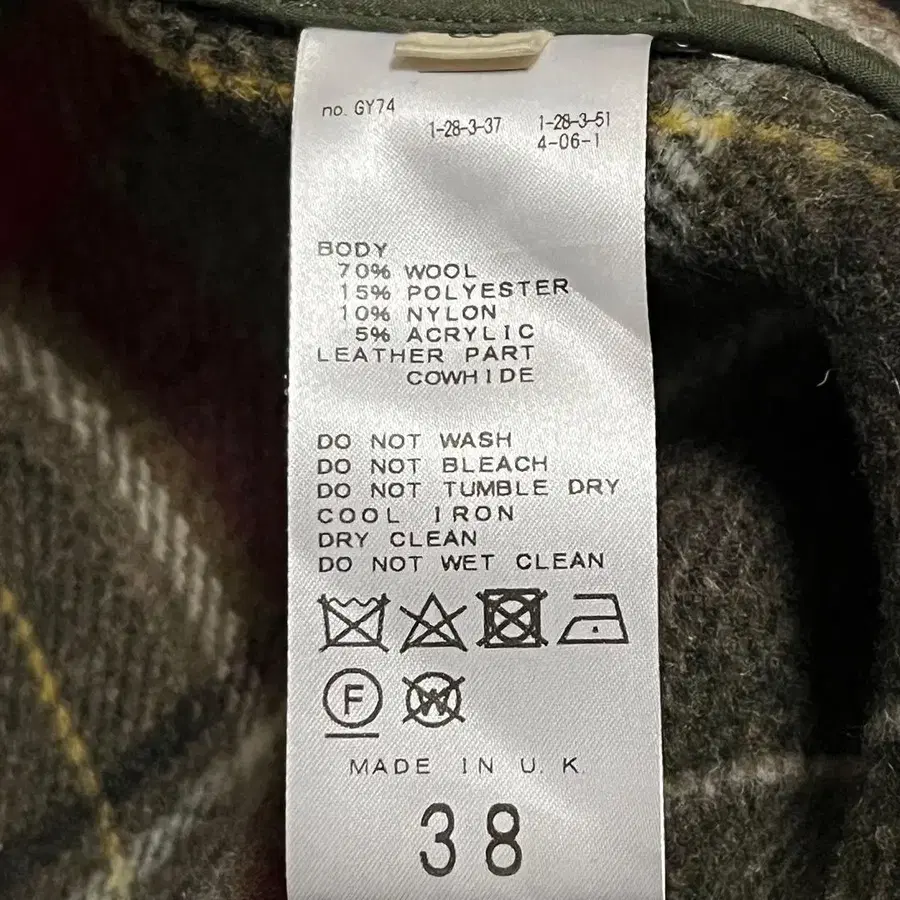 no. GY74
1-28-3-37 1-28-3-51
4-06-1
BODY
70% WOOL
15% POLYESTER
10% NYLON
5% ACRYLIC
LEATHER PART
COWHIDE
DO NOT WASH
DO NOT BLEACH
DO NOT TUMBLE DRY
COOL IRON
DRY CLEAN
DO NOT WET CLEAN
F W
MADE IN U. K.
38